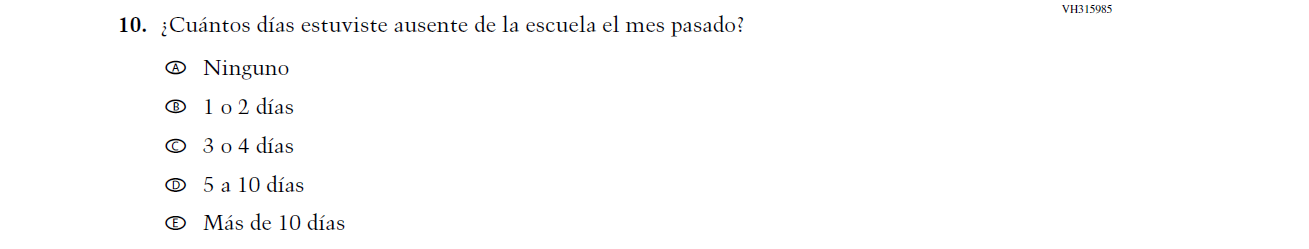 VH315985
10. ¿Cuántos días estuviste ausente de la escuela el mes pasado?
Ⓐ Ninguno
Ⓑ 1 o 2 días
Ⓒ 3 o 4 días
Ⓓ 5 a 10 días
Ⓔ Más de 10 días